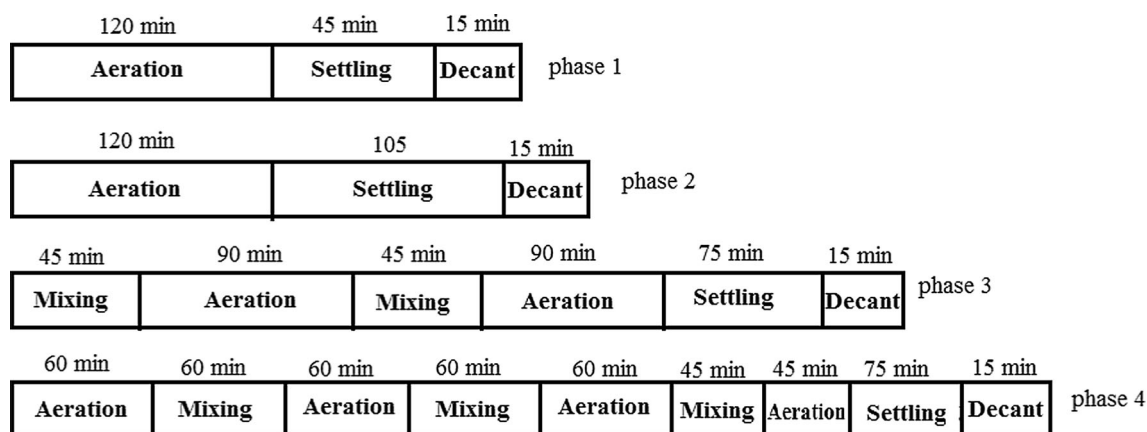 120 min 45 min 15 min
Aeration Settling Decant phase 1
120 min 105 15 min
Aeration Settling Decant phase 2
45 min 90 min 45 min 90 min 75 min 15 min
Mixing Aeration Mixing Aeration Settling Decant phase 3
60 min 60 min 60 min 60 min 60 min 45 min 45 min 75 min 15 min
Aeration Mixing Aeration Mixing Aeration Mixing Aeration Settling Decant phase 4